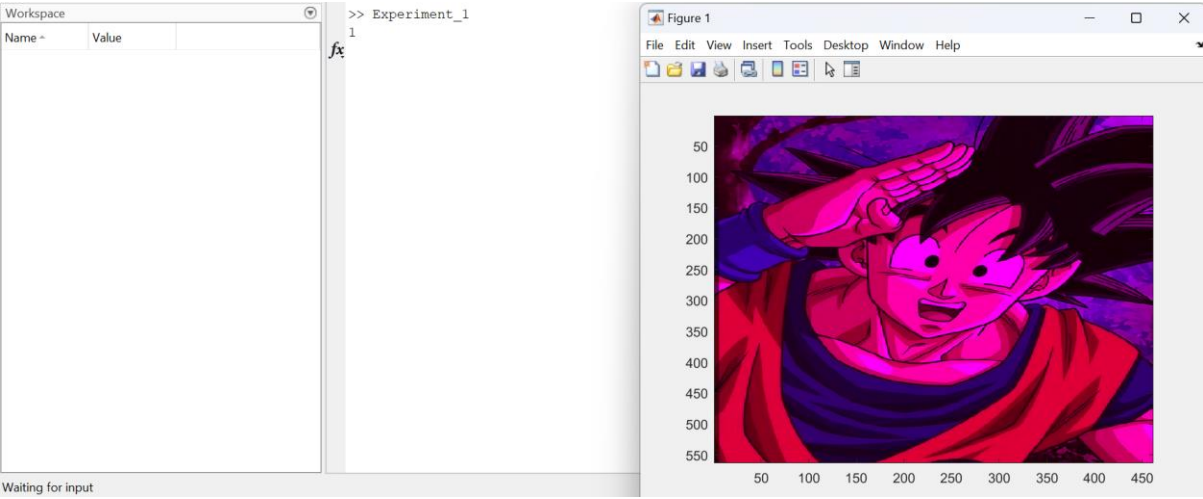 Workspace
Name Value
>> Experiment_1
1
fx
Figure 1
File Edit View Insert Tools Desktop Window Help
50
100
150
200
250
300
350
400
450
500
550
50 100 150 200 250 300 350 400 450
Waiting for input